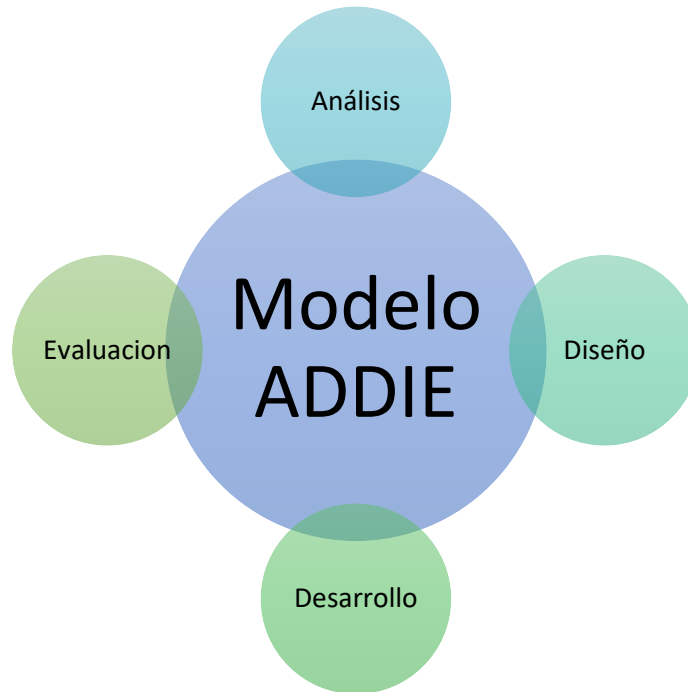 Análisis
Modelo
ADDIE
Evaluacion
Diseño
Desarrollo